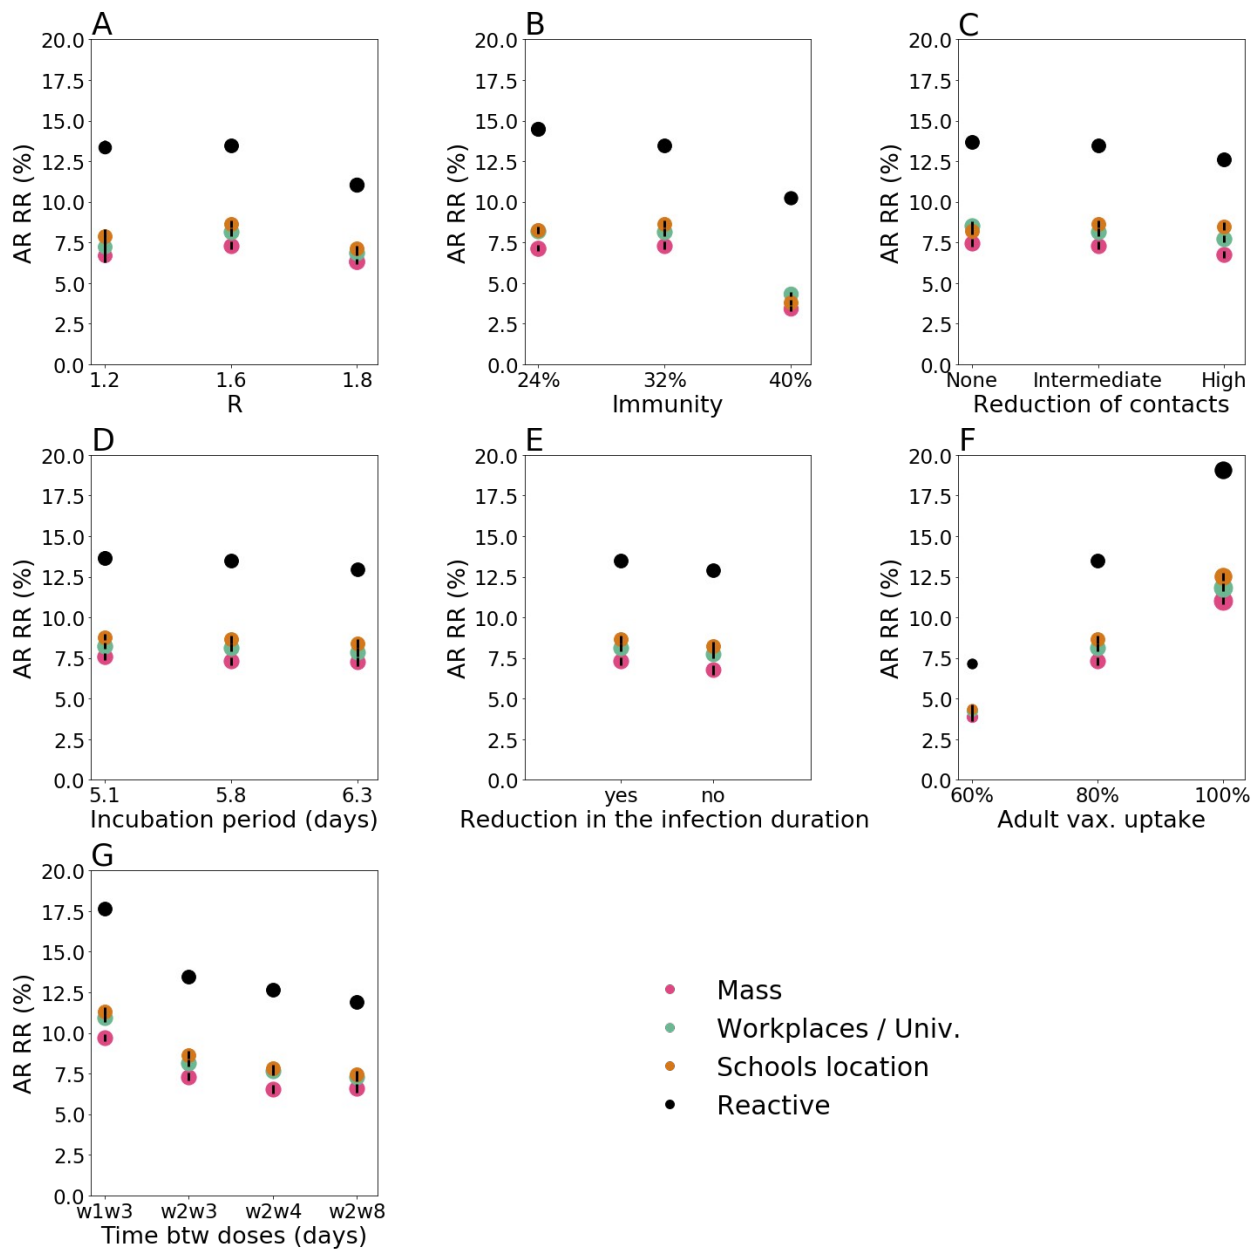 A
B
C
20.0
17.5
15.0
12.5
10.0
7.5
5.0
2.5
0.0
AR RR (%)
1.2 1.6 1.8
R
20.0
17.5
15.0
12.5
10.0
7.5
5.0
2.5
0.0
AR RR (%)
24% 32% 40%
Immunity
20.0
17.5
15.0
12.5
10.0
7.5
5.0
2.5
0.0
AR RR (%)
None Intermediate High
Reduction of contacts
D
E
F
20.0
17.5
15.0
12.5
10.0
7.5
5.0
2.5
0.0
AR RR (%)
5.1 5.8 6.3
Incubation period (days)
20.0
17.5
15.0
12.5
10.0
7.5
5.0
2.5
0.0
AR RR (%)
yes no
Reduction in the infection duration
20.0
17.5
15.0
12.5
10.0
7.5
5.0
2.5
0.0
AR RR (%)
60% 80% 100%
Adult vax. uptake
G
20.0
17.5
15.0
12.5
10.0
7.5
5.0
2.5
0.0
AR RR (%)
w1w3 w2w3 w2w4 w2w8
Time btw doses (days)
Mass
Workplaces / Univ.
Schools location
Reactive